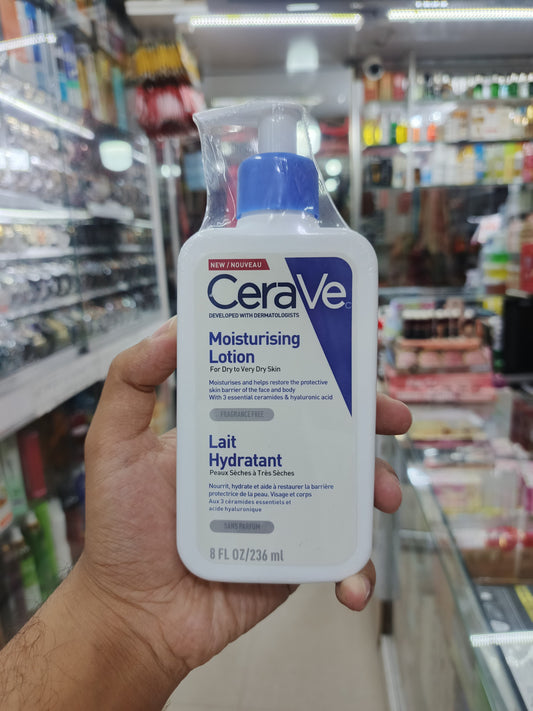 NEW / NOUVEAU
CeraVe
DEVELOPED WITH DERMATOLOGISTS
Moisturising
Lotion
For Dry to Very Dry Skin
Moisturises and helps restore the protective
skin barrier of the face and body
With 3 essential ceramides & hyaluronic acid
FRAGRANCE FREE
Lait
Hydratant
Peaux Sèches à Très Sèches
Nourrit, hydrate et aide à restaurer la barrière
protectrice de la peau. Visage et corps
Aux 3 céramides essentiels et
acide hyaluronique
SANS PARFUM
8 FL OZ/236 ml